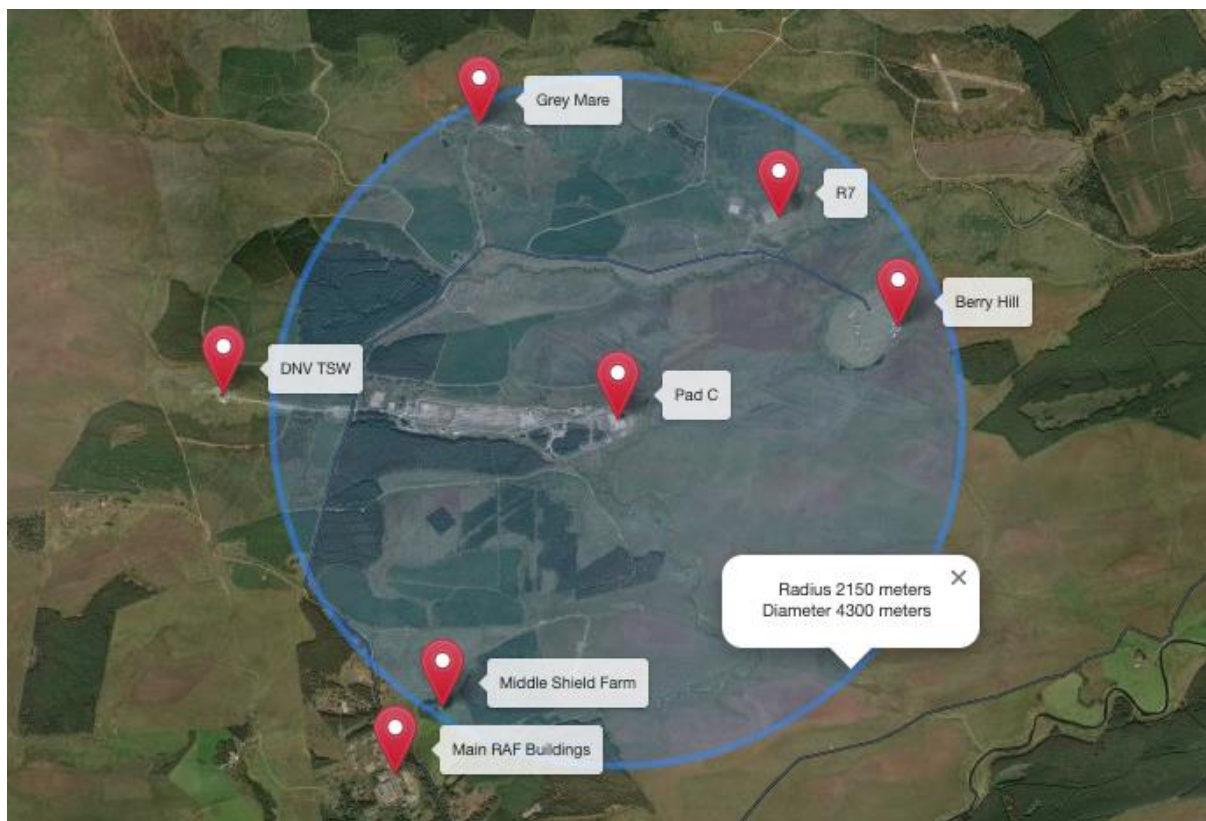 Grey Mare
R7
Berry Hill
DNV TSW
Pad C
Radius 2150 meters
Diameter 4300 meters
Middle Shield Farm
Main RAF Buildings